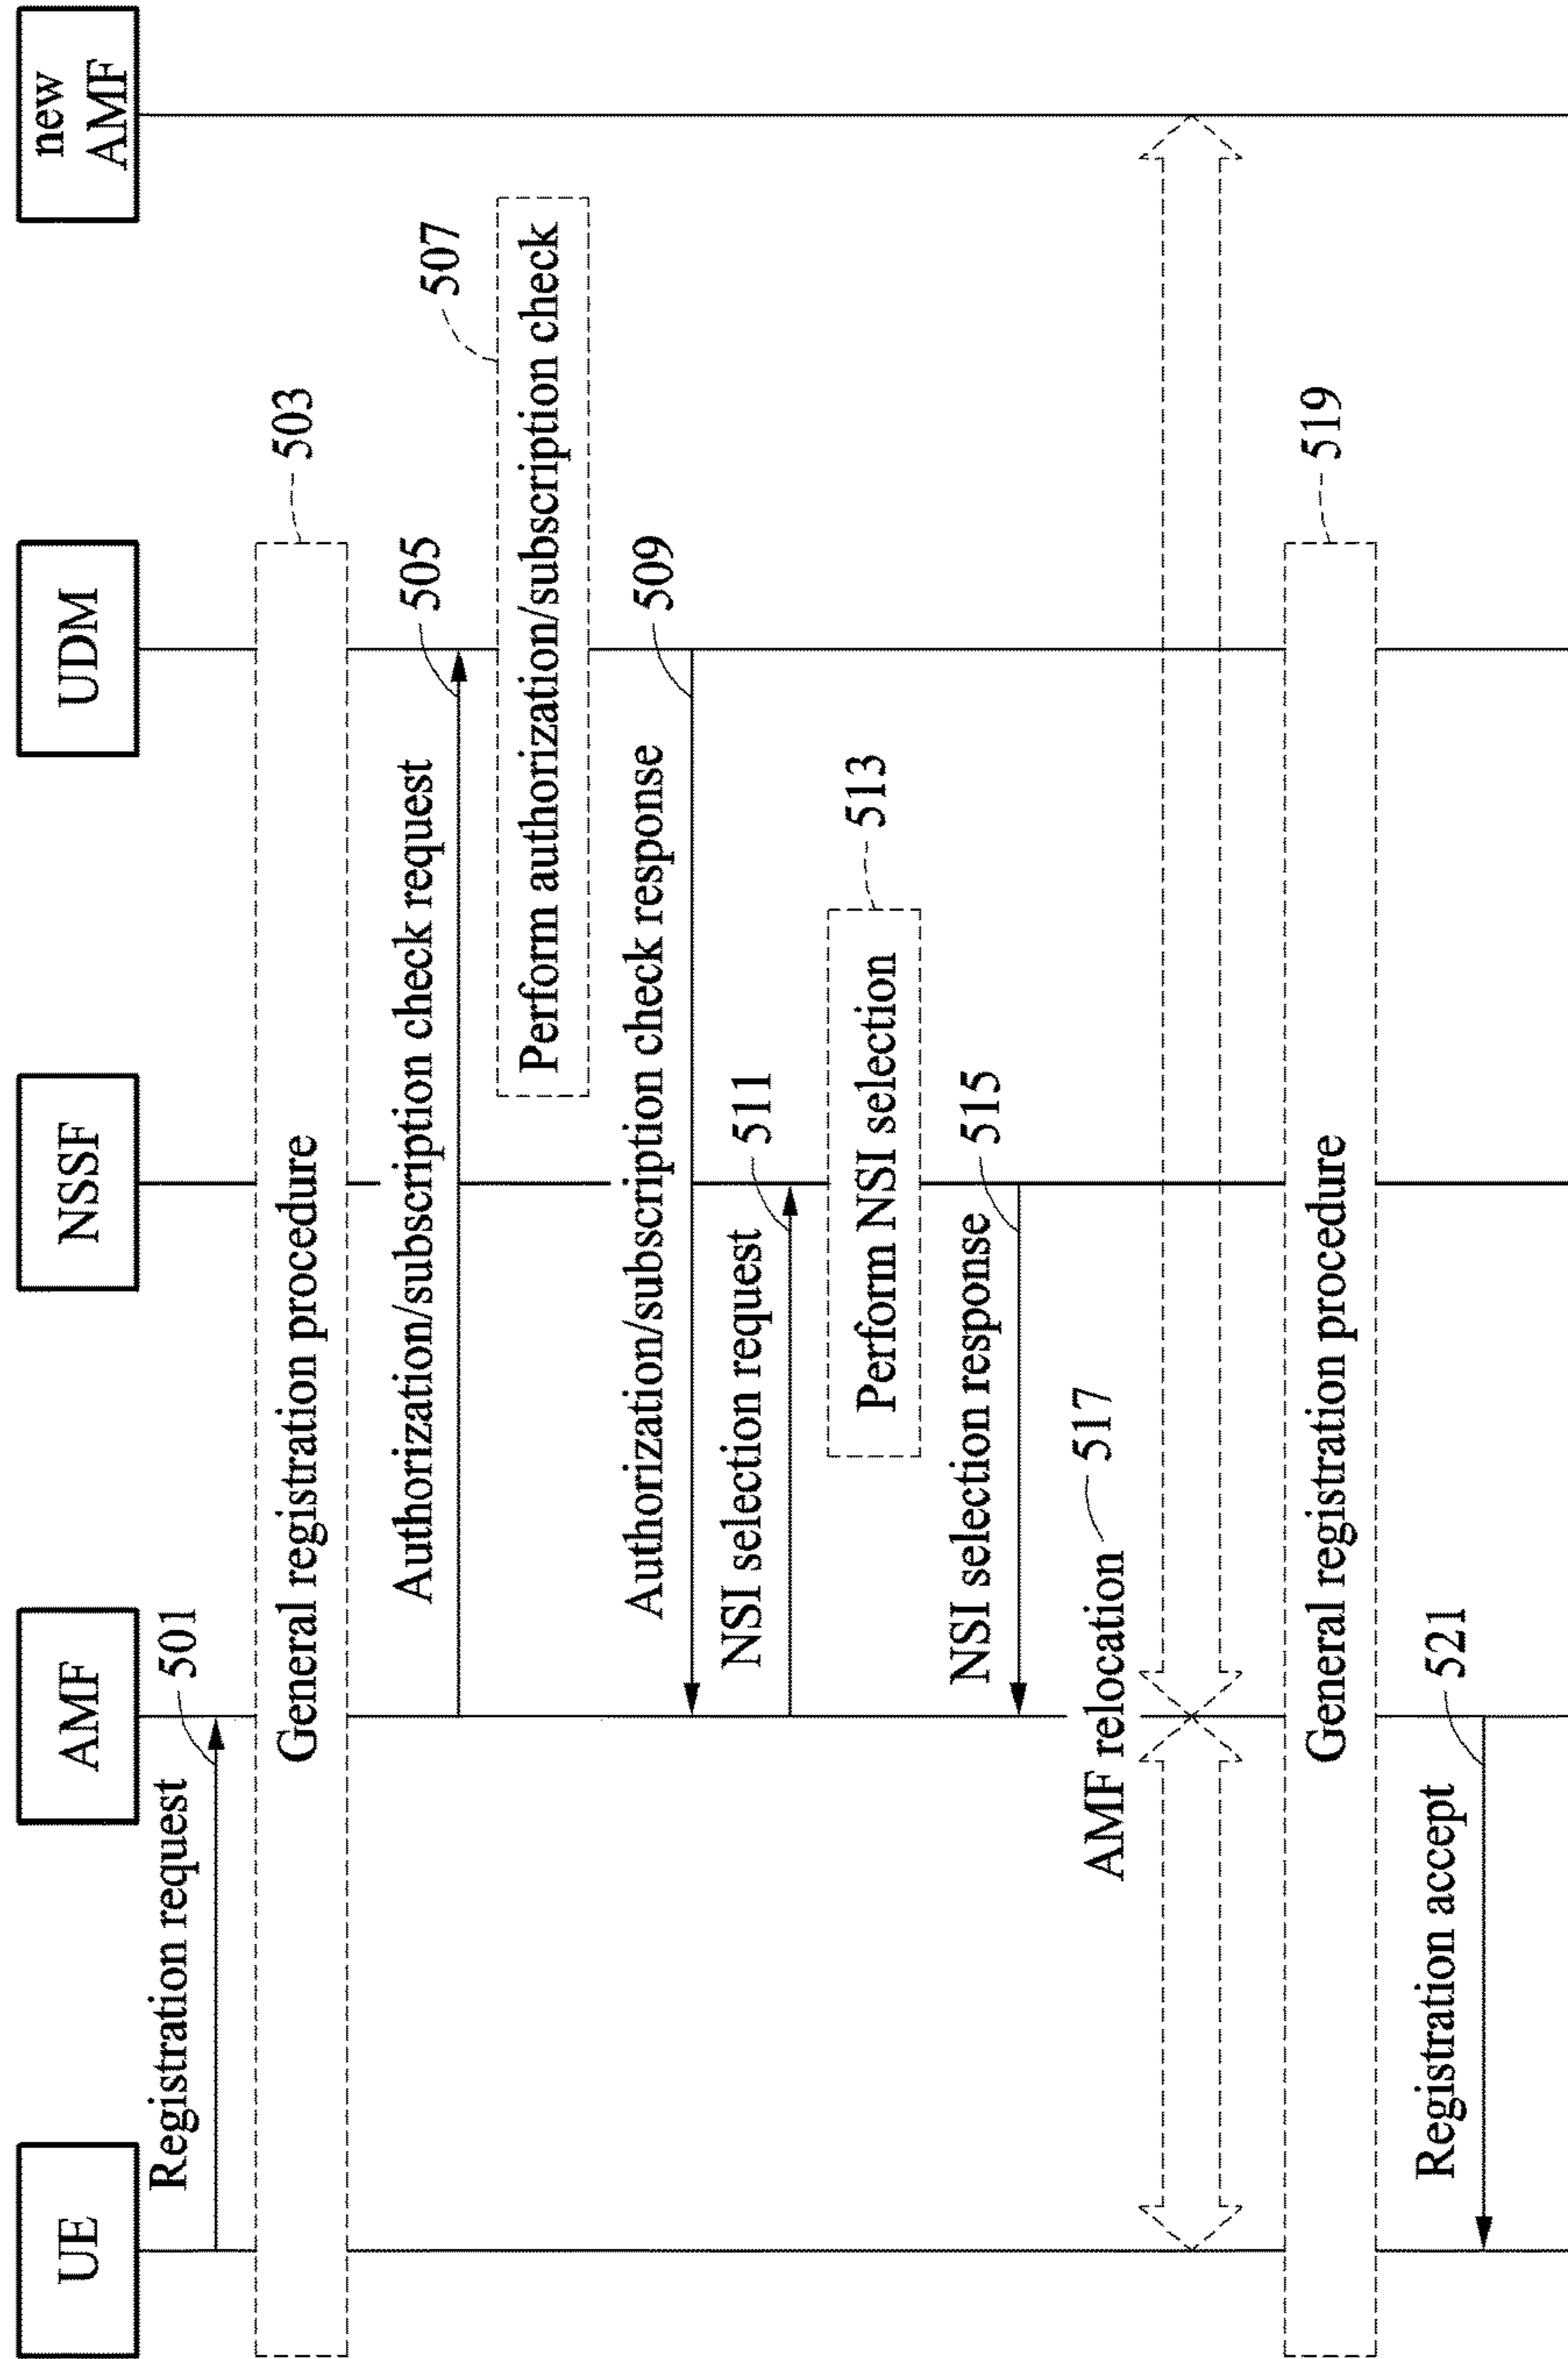 UE
AMF
NSSF
UDM
new
AMF
Registration request
501
General registration procedure
503
Authorization/subscription check request
505
Perform authorization/subscription check
507
Authorization/subscription check response
509
NSI selection request
511
Perform NSI selection
513
NSI selection response
515
AMF relocation
517
General registration procedure
519
Registration accept
521